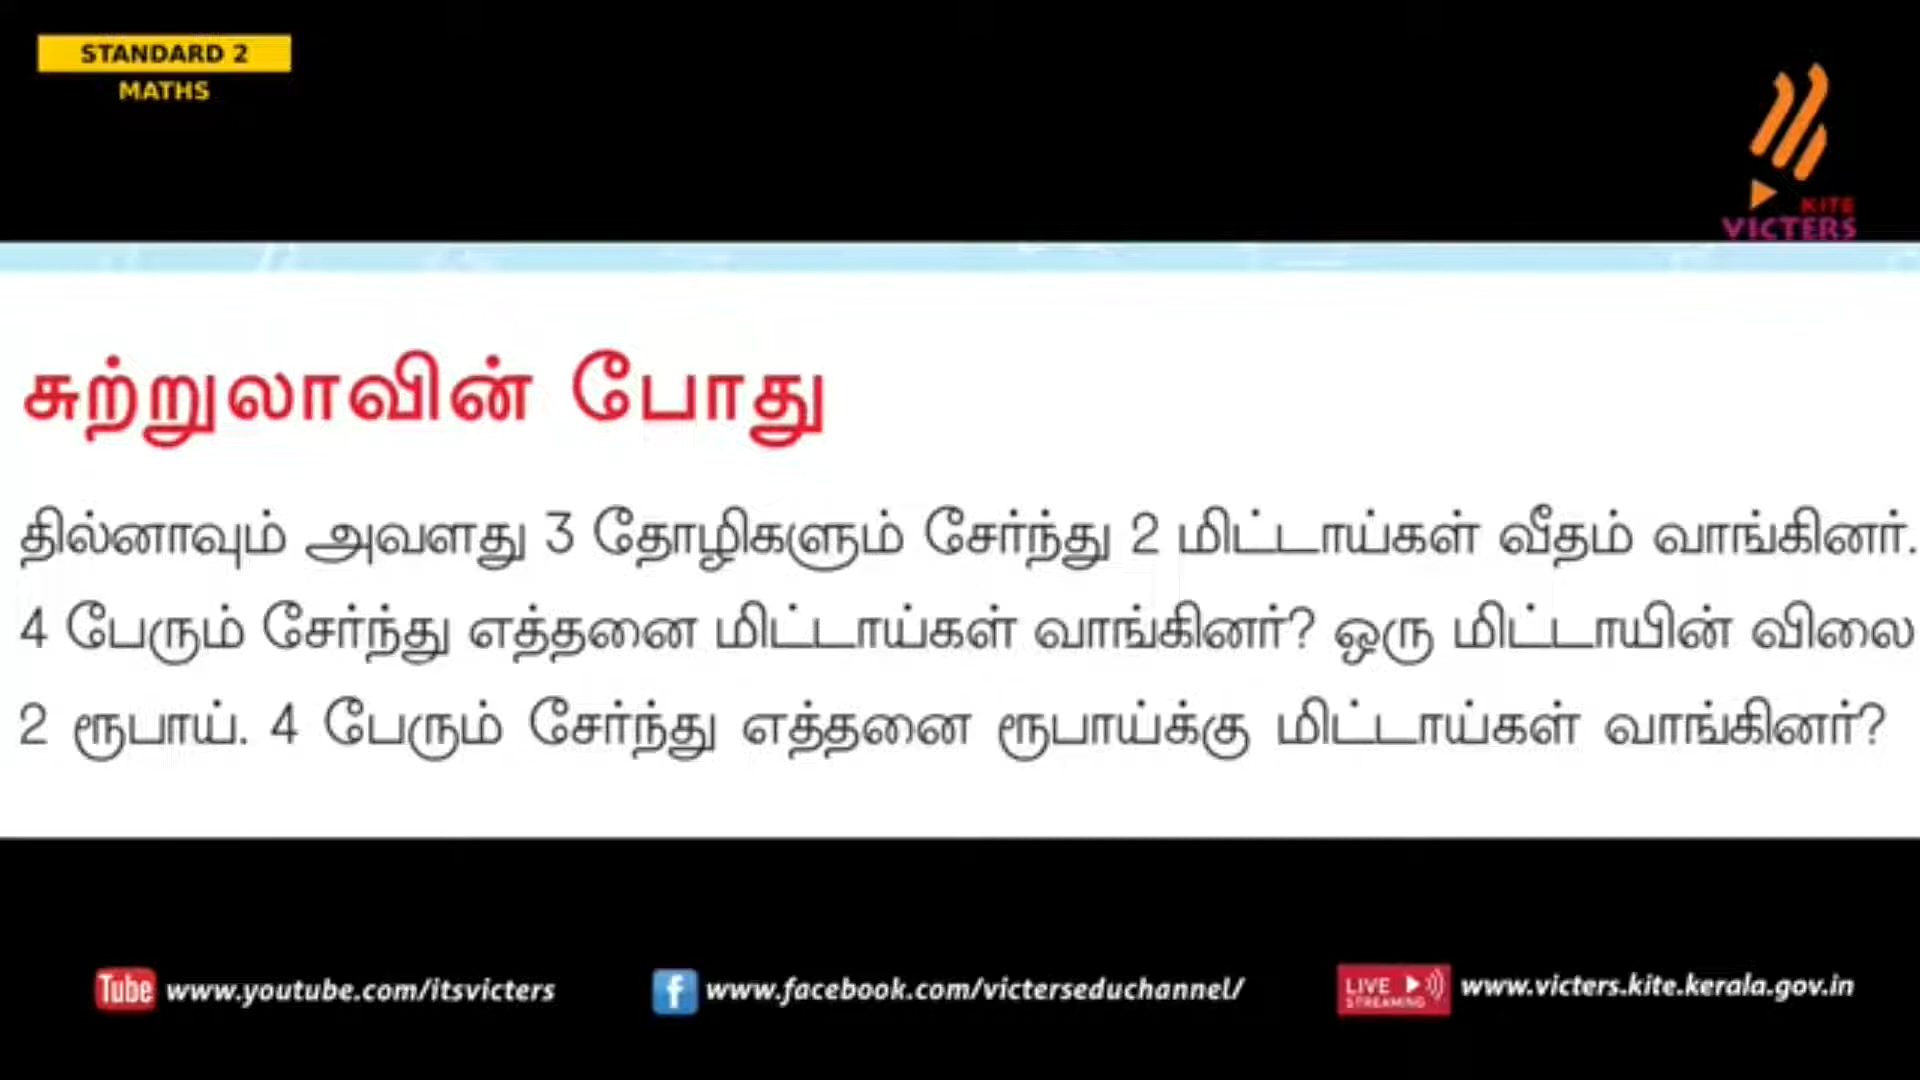 STANDARD 2
MATHS
KITE
VICTERS
சுற்றுலாவின் போது
தில்னாவும் அவளது 3 தோழிகளும் சேர்ந்து 2 மிட்டாய்கள் வீதம் வாங்கினர்.
4 பேரும் சேர்ந்து எத்தனை மிட்டாய்கள் வாங்கினர்? ஒரு மிட்டாயின் விலை
2 ரூபாய். 4 பேரும் சேர்ந்து எத்தனை ரூபாய்க்கு மிட்டாய்கள் வாங்கினர்?
Tube www.youtube.com/itsvicters
f www.facebook.com/victerseduchannel/
LIVE STREAMING www.victers.kite.kerala.gov.in